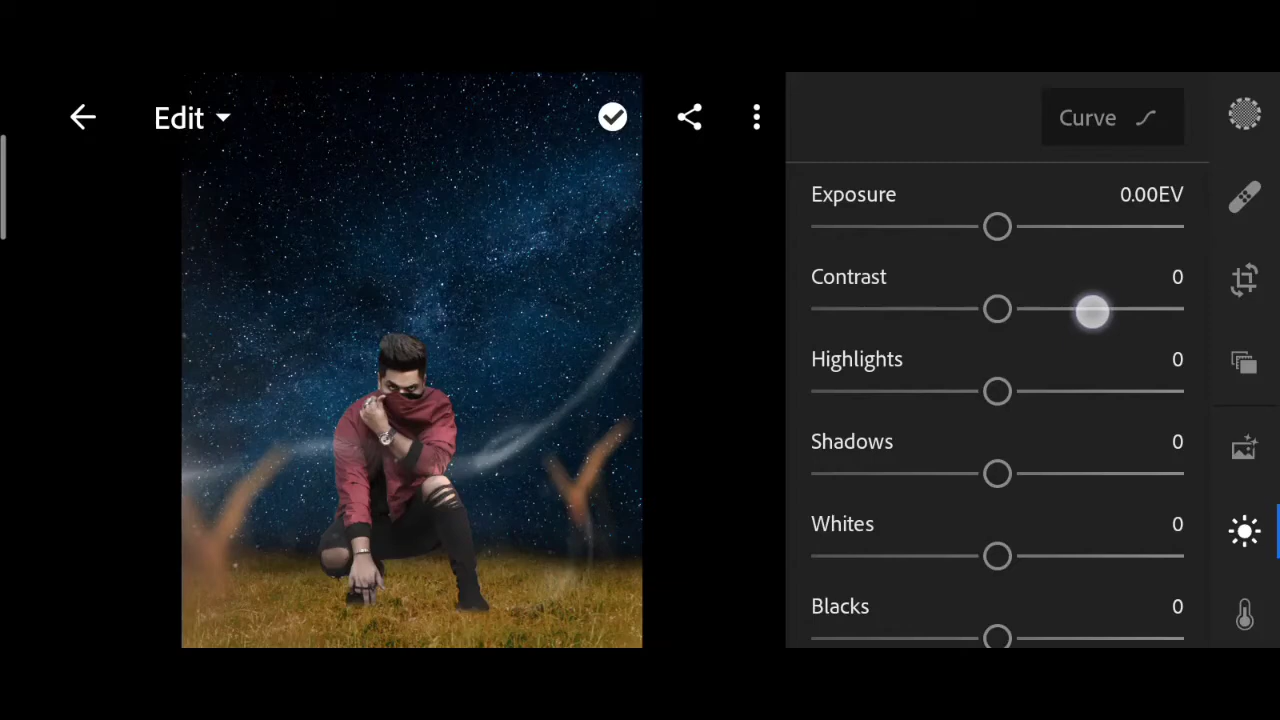 Edit
Curve
Exposure 0.00EV
Contrast 0
Highlights 0
Shadows 0
Whites 0
Blacks 0